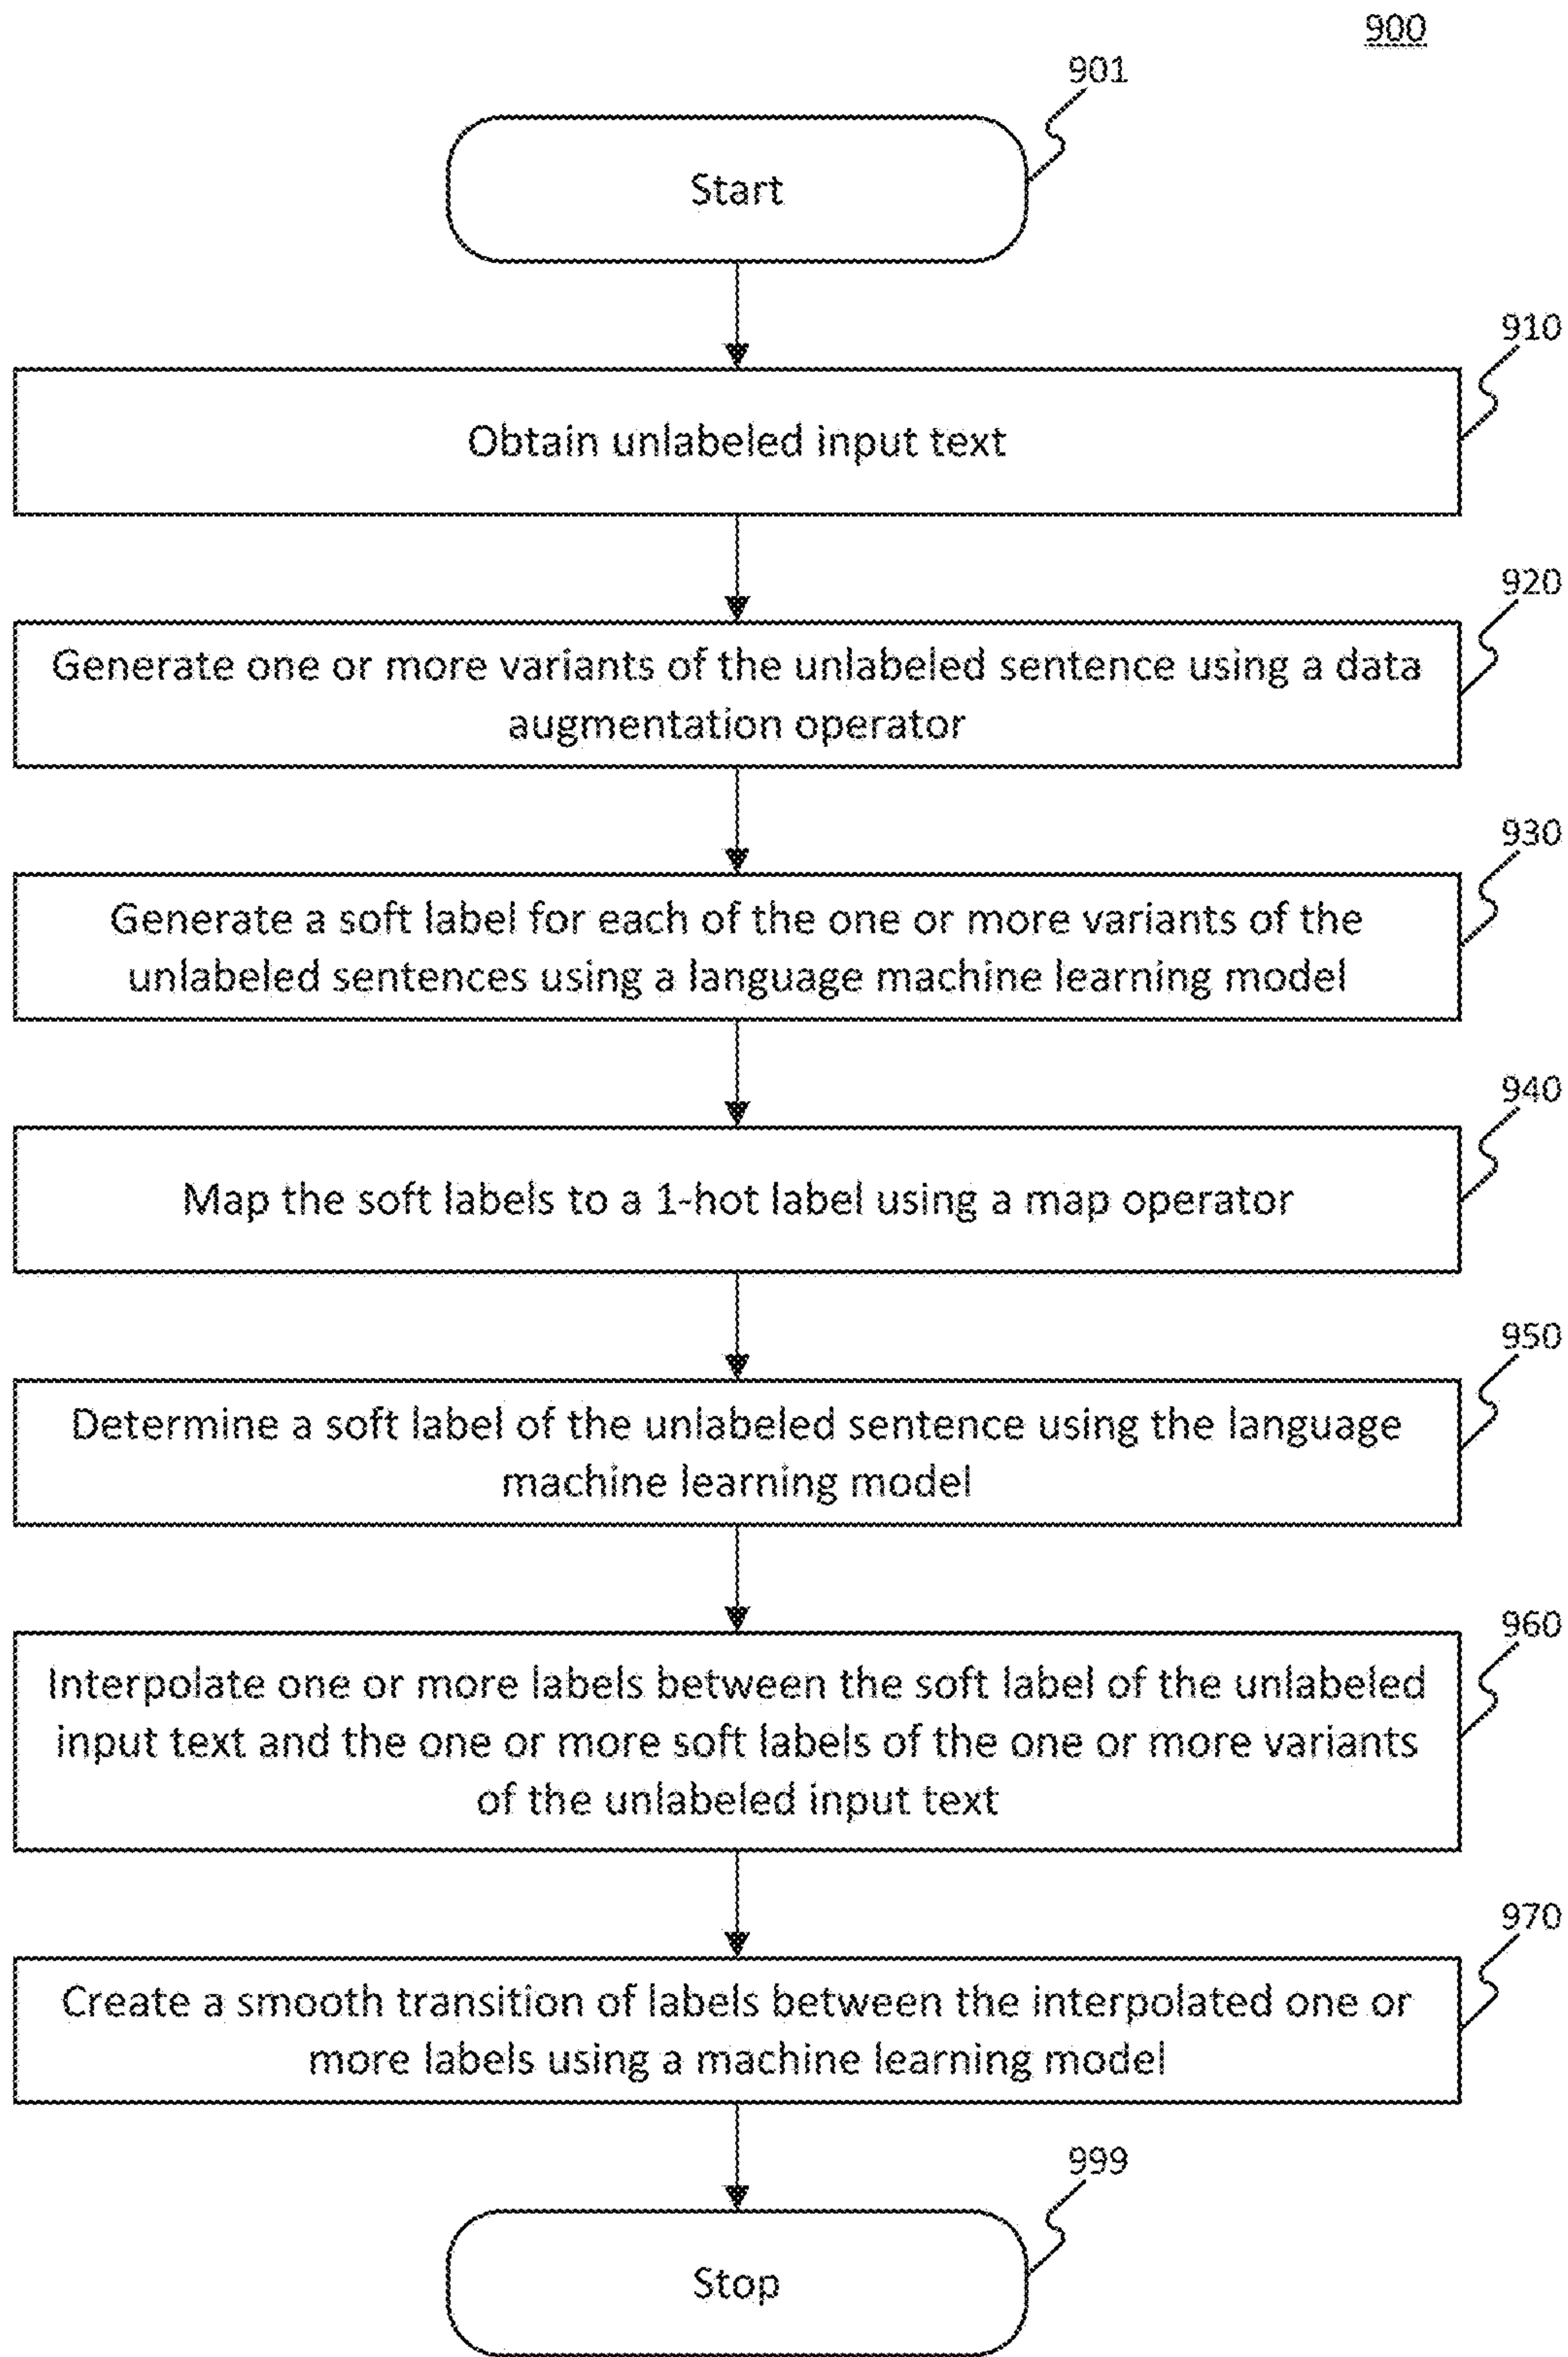 900
901
Start
910
Obtain unlabeled input text
920
Generate one or more variants of the unlabeled sentence using a data
augmentation operator
930
Generate a soft label for each of the one or more variants of the
unlabeled sentences using a language machine learning model
940
Map the soft labels to a 1-hot label using a map operator
950
Determine a soft label of the unlabeled sentence using the language
machine learning model
960
Interpolate one or more labels between the soft label of the unlabeled
input text and the one or more soft labels of the one or more variants
of the unlabeled input text
970
Create a smooth transition of labels between the interpolated one or
more labels using a machine learning model
999
Stop